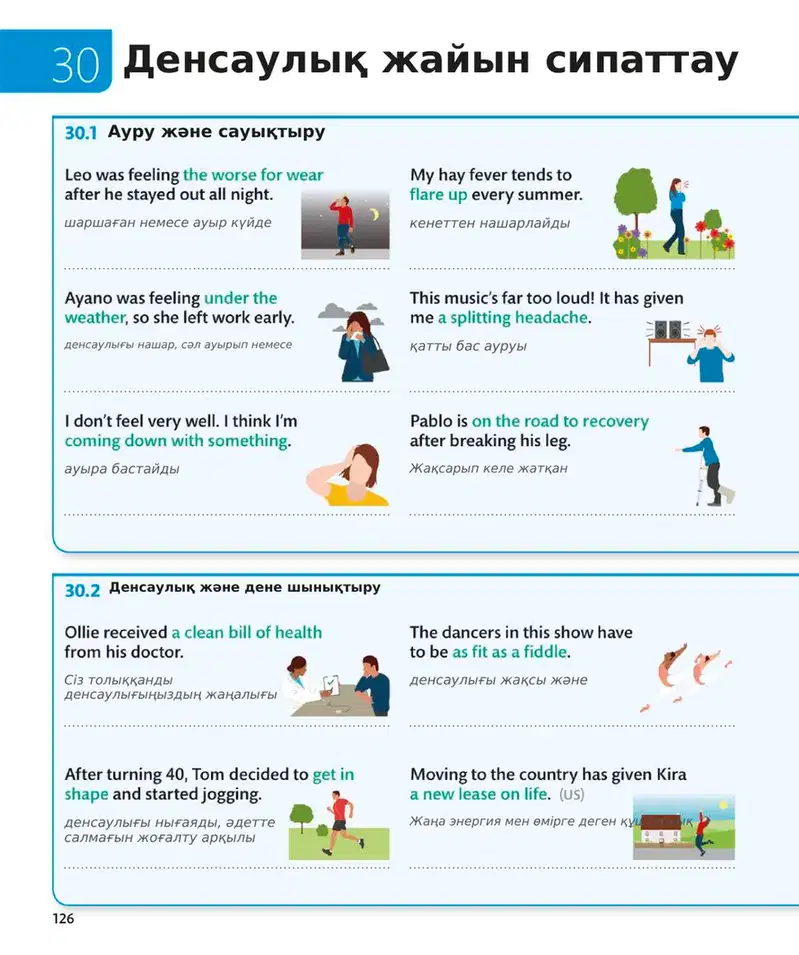 30 Денсаулық жайын сипаттау
30.1 Ауру және сауықтыру
Leo was feeling the worse for wear
after he stayed out all night.
шаршаған немесе ауыр күйде
My hay fever tends to
flare up every summer.
кенеттен нашарлайды
Ayano was feeling under the
weather, so she left work early.
денсаулығы нашар, сәл ауырып немесе
This music's far too loud! It has given
me a splitting headache.
қатты бас ауруы
I don't feel very well. I think I'm
coming down with something.
ауыра бастайды
Pablo is on the road to recovery
after breaking his leg.
Жақсарып келе жатқан
30.2 Денсаулық және дене шынықтыру
Ollie received a clean bill of health
from his doctor.
Сіз толыққанды
денсаулығыңыздың жаңалығы
The dancers in this show have
to be as fit as a fiddle.
денсаулығы жақсы және
After turning 40, Tom decided to get in
shape and started jogging.
денсаулығы нығаяды, әдетте
салмағын жоғалту арқылы
Moving to the country has given Kira
a new lease on life. (US)
Жаңа энергия мен өмірге деген
126